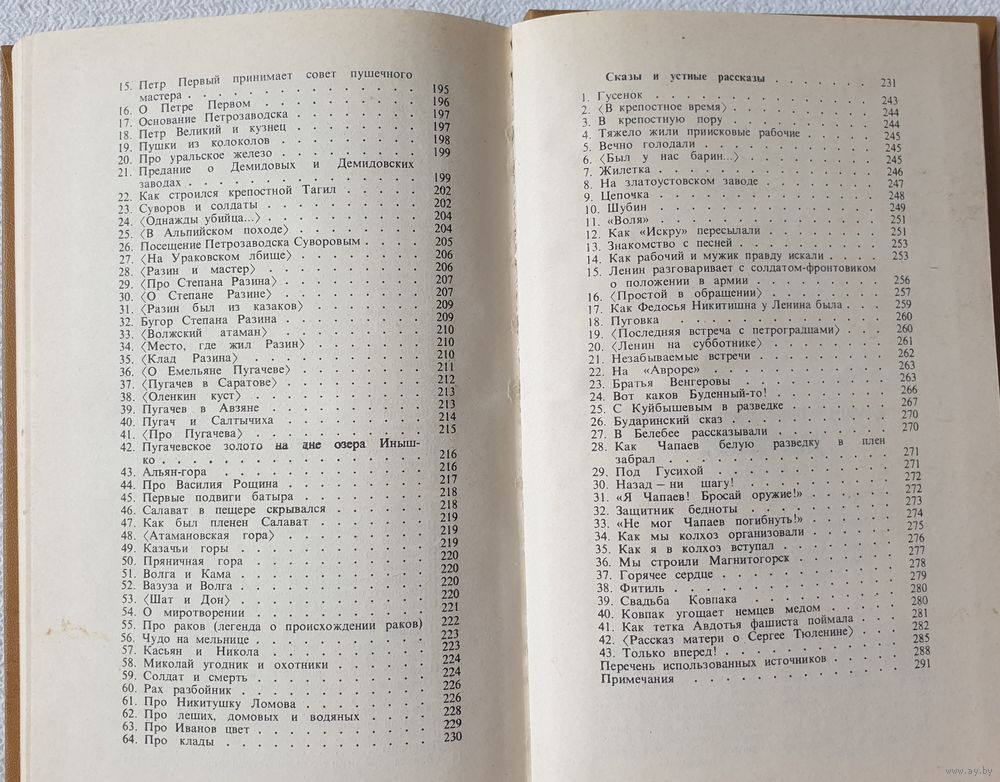 15. Петр Первый принимает совет пушечного
мастера . . . . . . . . . . 195
16. О Петре Первом . . . . . . . . 196
17. Основание Петрозаводска . . . . . . . 197
18. Петр Великий и кузнец . . . . . . . 197
19. Пушки из колоколов . . . . . . . 198
20. Про уральское железо . . . . . . . 199
21. Предание о Демидовых и Демидовских
заводах . . . . . . . . . . 199
22. Как строился крепостной Тагил . . . . . 202
23. Суворов и солдаты . . . . . . . . 202
24. ⟨Однажды убийца...⟩ . . . . . . . 204
25. ⟨В Альпийском походе⟩ . . . . . . . 204
26. Посещение Петрозаводска Суворовым . . . . 205
27. ⟨На Ураковском лбище⟩ . . . . . . . 206
28. ⟨Разин и мастер⟩ . . . . . . . . 206
29. ⟨Про Степана Разина⟩ . . . . . . . 207
30. ⟨О Степане Разине⟩ . . . . . . . 207
31. ⟨Разин был из казаков⟩ . . . . . . . 209
32. Бугор Степана Разина . . . . . . . 209
33. ⟨Волжский атаман⟩ . . . . . . . . 210
34. ⟨Место, где жил Разин⟩ . . . . . . . 210
35. ⟨Клад Разина⟩ . . . . . . . . . 210
36. ⟨О Емельяне Пугачеве⟩ . . . . . . . 211
37. ⟨Пугачев в Саратове⟩ . . . . . . . 212
38. ⟨Оленкин куст⟩ . . . . . . . . . 213
39. Пугачев в Авзяне . . . . . . . . 213
40. Пугач и Салтычиха . . . . . . . . 214
41. ⟨Про Пугачева⟩ . . . . . . . . . 215
42. Пугачевское золото на дне озера Иныш-
ко . . . . . . . . . . . 216
43. Альян-гора . . . . . . . . . . 216
44. Про Василия Рощина . . . . . . . 217
45. Первые подвиги батыра . . . . . . . 218
46. Салават в пещере скрывался . . . . . . 218
47. Как был пленен Салават . . . . . . . 219
48. ⟨Атамановская гора⟩ . . . . . . . . 219
49. Казачьи горы . . . . . . . . . 219
50. Пряничная гора . . . . . . . . . 220
51. Волга и Кама . . . . . . . . . 220
52. Вазуза и Волга . . . . . . . . . 220
53. ⟨Шат и Дон⟩ . . . . . . . . . 220
54. О миротворении . . . . . . . . . 221
55. Про раков (легенда о происхождении раков) 222
56. Чудо на мельнице . . . . . . . . 223
57. Касьян и Никола . . . . . . . . 223
58. Миколай угодник и охотники . . . . . . 224
59. Солдат и смерть . . . . . . . . 224
60. Рах разбойник . . . . . . . . . 226
61. Про Никитушку Ломова . . . . . . . 226
62. Про леших, домовых и водяных . . . . . 228
63. Про Иванов цвет . . . . . . . . 229
64. Про клады . . . . . . . . . . 230
Сказы и устные рассказы . . . . . . 231
1. Гусенок . . . . . . . . . . . 243
2. ⟨В крепостное время⟩ . . . . . . . 244
3. В крепостную пору . . . . . . . . 244
4. Тяжело жили приисковые рабочие . . . . 245
5. Вечно голодали . . . . . . . . . 245
6. ⟨Был у нас барин...⟩ . . . . . . . 245
7. Жилетка . . . . . . . . . . . 246
8. На златоустовском заводе . . . . . . 247
9. Цепочка . . . . . . . . . . . 248
10. Шубин . . . . . . . . . . . 249
11. «Воля» . . . . . . . . . . . 251
12. Как «Искру» пересылали . . . . . . . 251
13. Знакомство с песней . . . . . . . . 253
14. Как рабочий и мужик правду искали . . . 253
15. Ленин разговаривает с солдатом-фронтовиком
о положении в армии . . . . . . . 256
16. ⟨Простой в обращении⟩ . . . . . . . 257
17. Как Федосья Никитишна у Ленина была . . 259
18. Пуговка . . . . . . . . . . . 260
19. ⟨Последняя встреча с петроградцами⟩ . . . 260
20. ⟨Ленин на субботнике⟩ . . . . . . . 261
21. Незабываемые встречи . . . . . . . 262
22. На «Авроре» . . . . . . . . . . 263
23. Братья Венгеровы . . . . . . . . 263
24. Вот каков Буденный-то! . . . . . . . 266
25. С Куйбышевым в разведке . . . . . . 267
26. Бударинский сказ . . . . . . . . 270
27. В Белебее рассказывали . . . . . . . 270
28. Как Чапаев белую разведку в плен
забрал . . . . . . . . . . . 271
29. Под Гусихой . . . . . . . . . . 271
30. Назад — ни шагу! . . . . . . . . 272
31. «Я Чапаев! Бросай оружие!» . . . . . . 272
32. Защитник бедноты . . . . . . . . 273
33. «Не мог Чапаев погибнуть!» . . . . . . 274
34. Как мы колхоз организовали . . . . . . 275
35. Как я в колхоз вступал . . . . . . . 276
36. Мы строили Магнитогорск . . . . . . 277
37. Горячее сердце . . . . . . . . . 278
38. Фитиль . . . . . . . . . . . 279
39. Свадьба Ковпака . . . . . . . . 280
40. Ковпак угощает немцев медом . . . . . 280
41. Как тетка Авдотья фашиста поймала . . . 281
42. ⟨Рассказ матери о Сергее Тюленине⟩ . . . 282
43. Только вперед! . . . . . . . . . 285
Перечень использованных источников . . . . 288
Примечания . . . . . . . . . . . 291
www.ay.by